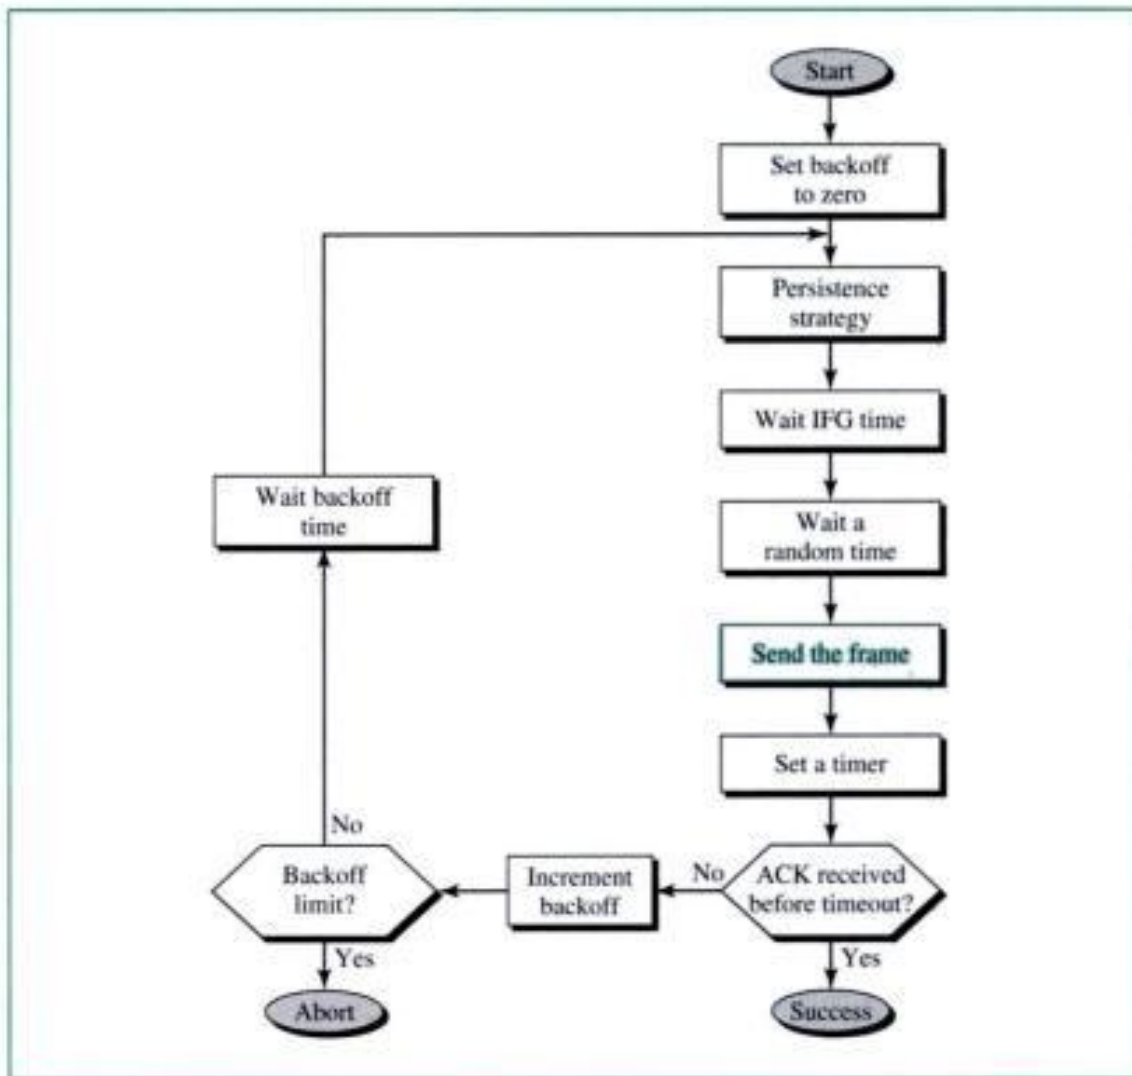 Start
Set backoff
to zero
Persistence
strategy
Wait IFG time
Wait backoff
time
Wait a
random time
Send the frame
Set a timer
No
Backoff
limit?
Increment
backoff
No
ACK received
before timeout?
Yes
Yes
Abort
Success